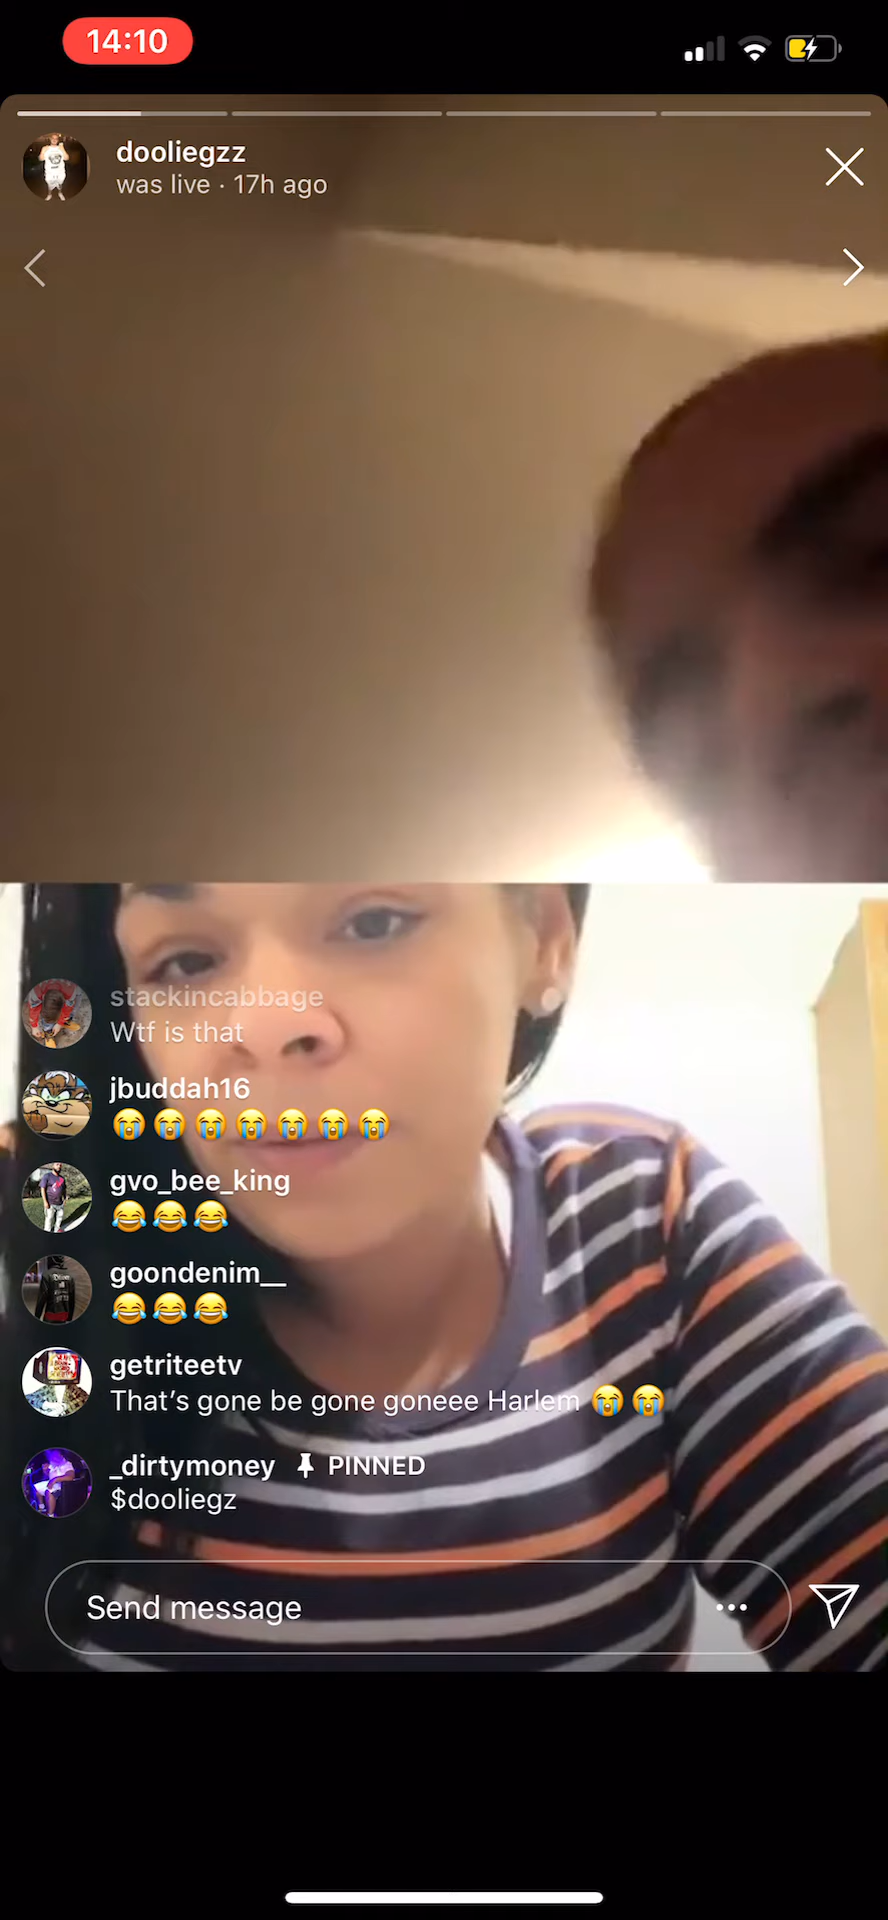 14:10
dooliegzz
was live · 17h ago
stackincabbage
Wtf is that
jbuddah16
😭😭😭😭😭😭😭
gvo_bee_king
😂😂😂
goondenim__
😂😂😂
getriteetv
That’s gone be gone goneee Harlem 😭😭
_dirtymoney PINNED
$dooliegz
Send message